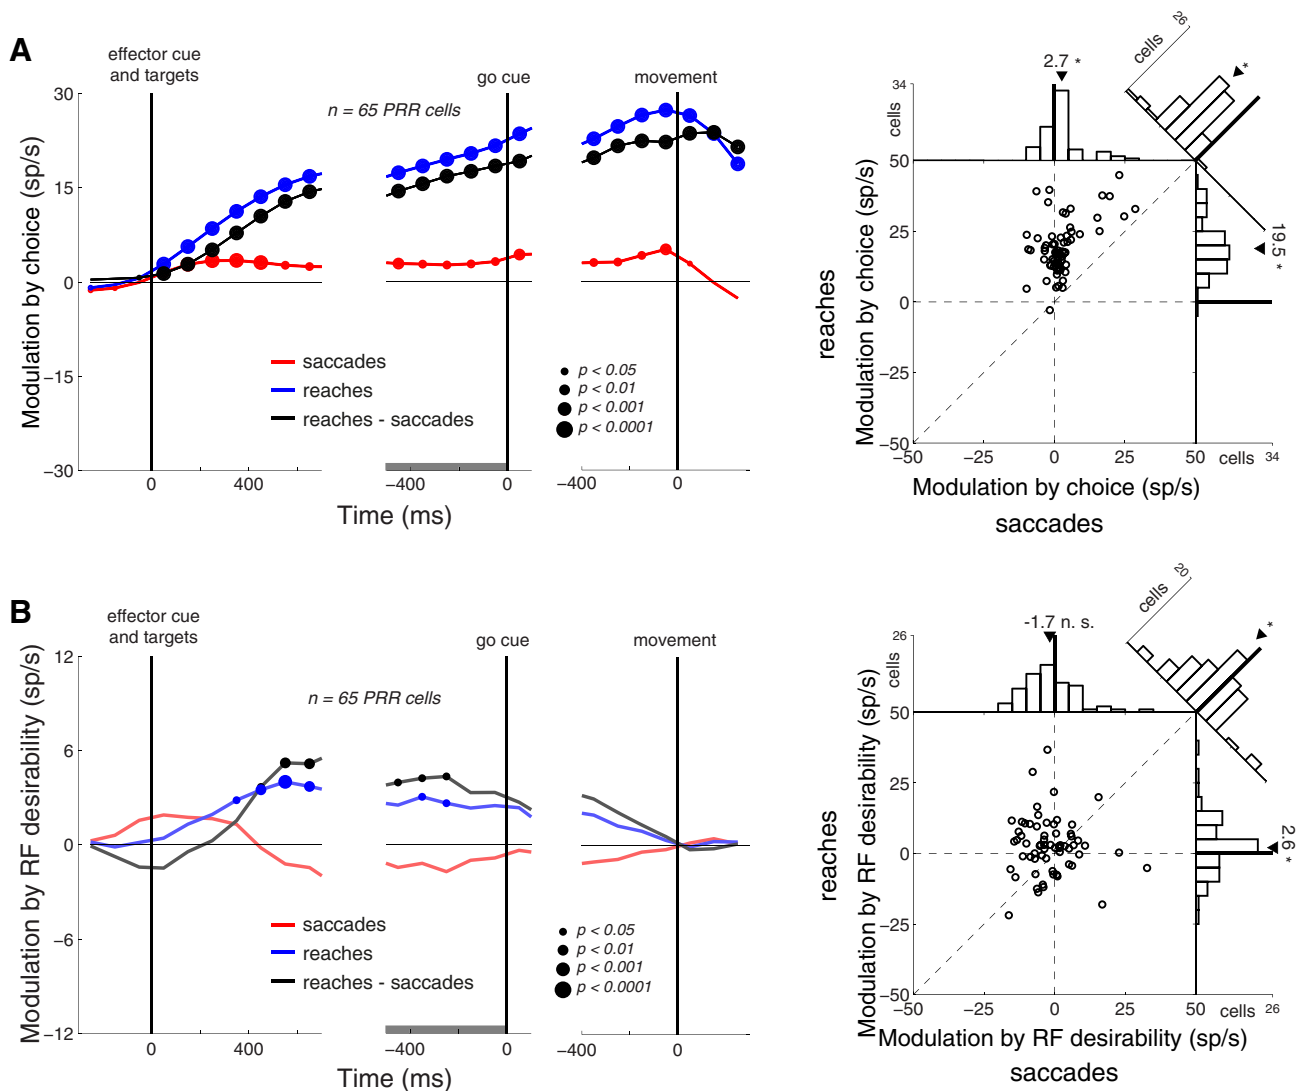 A
effector cue
and targets
go cue
movement
n = 65 PRR cells
30
15
0
−15
−30
Modulation by choice (sp/s)
saccades
reaches
reaches - saccades
p < 0.05
p < 0.01
p < 0.001
p < 0.0001
0
400
−400
0
−400
0
Time (ms)
2.7 *
34
cells
26
cells
*
19.5 *
50
25
0
−25
−50
reaches
Modulation by choice (sp/s)
−50
−25
0
25
50
cells
34
Modulation by choice (sp/s)
saccades
B
effector cue
and targets
go cue
movement
n = 65 PRR cells
12
6
0
−6
−12
Modulation by RF desirability (sp/s)
saccades
reaches
reaches - saccades
p < 0.05
p < 0.01
p < 0.001
p < 0.0001
0
400
−400
0
−400
0
Time (ms)
-1.7 n. s.
26
cells
20
cells
*
2.6 *
50
25
0
−25
−50
reaches
Modulation by RF desirability (sp/s)
−50
−25
0
25
50
cells
26
Modulation by RF desirability (sp/s)
saccades